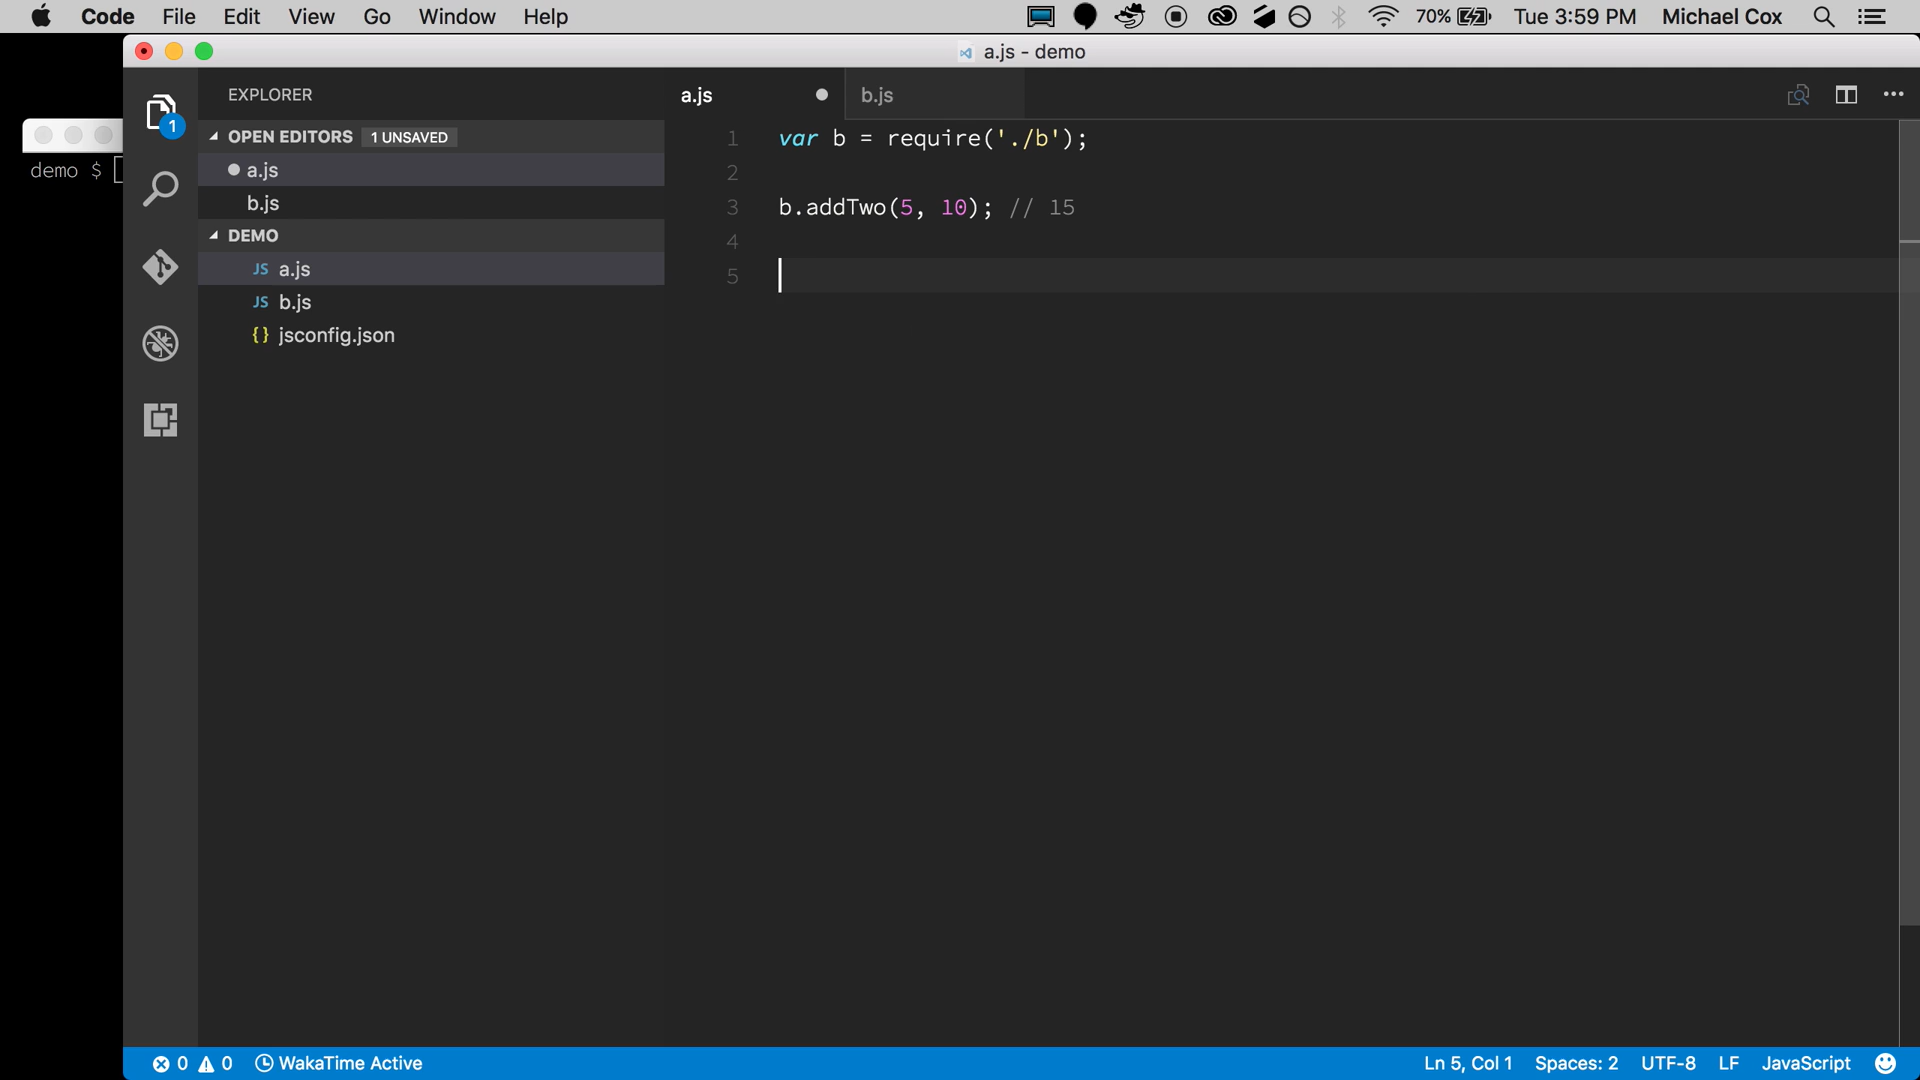 Code File Edit View Go Window Help 70% Tue 3:59 PM Michael Cox
a.js - demo
demo $
1
EXPLORER
OPEN EDITORS 1 UNSAVED
a.js
b.js
DEMO
JS a.js
JS b.js
{} jsconfig.json
a.js b.js
1 var b = require('./b');
2
3 b.addTwo(5, 10); // 15
4
5
0 0 WakaTime Active Ln 5, Col 1 Spaces: 2 UTF-8 LF JavaScript